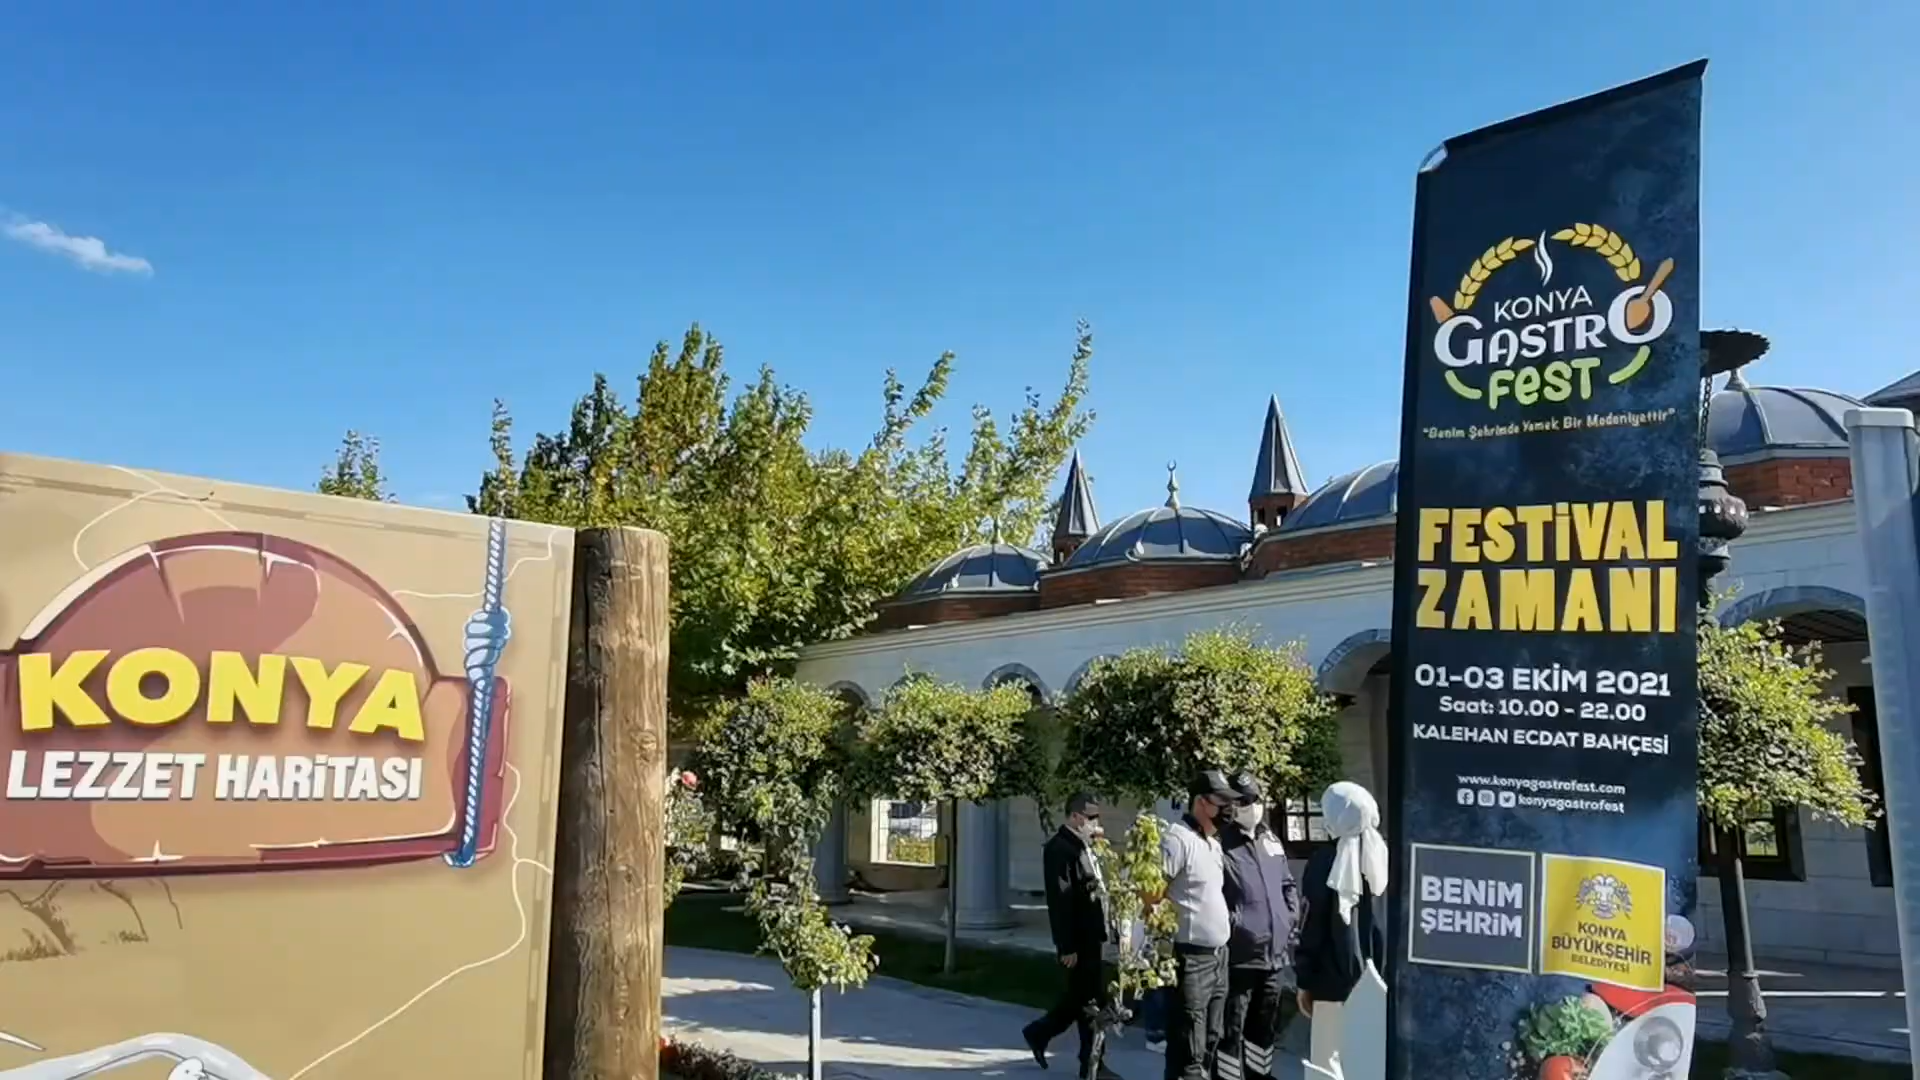 KONYA
LEZZET HARİTASI
KONYA
GASTRO
FEST
"Benim Şehrimde Yemek Bir Medeniyettir"
FESTİVAL
ZAMANI
01-03 EKİM 2021
Saat: 10.00 - 22.00
KALEHAN ECDAT BAHÇESİ
www.konyagastrofest.com
konyagastrofest
BENİM
ŞEHRİM
KONYA
BÜYÜKŞEHİR
BELEDİYESİ